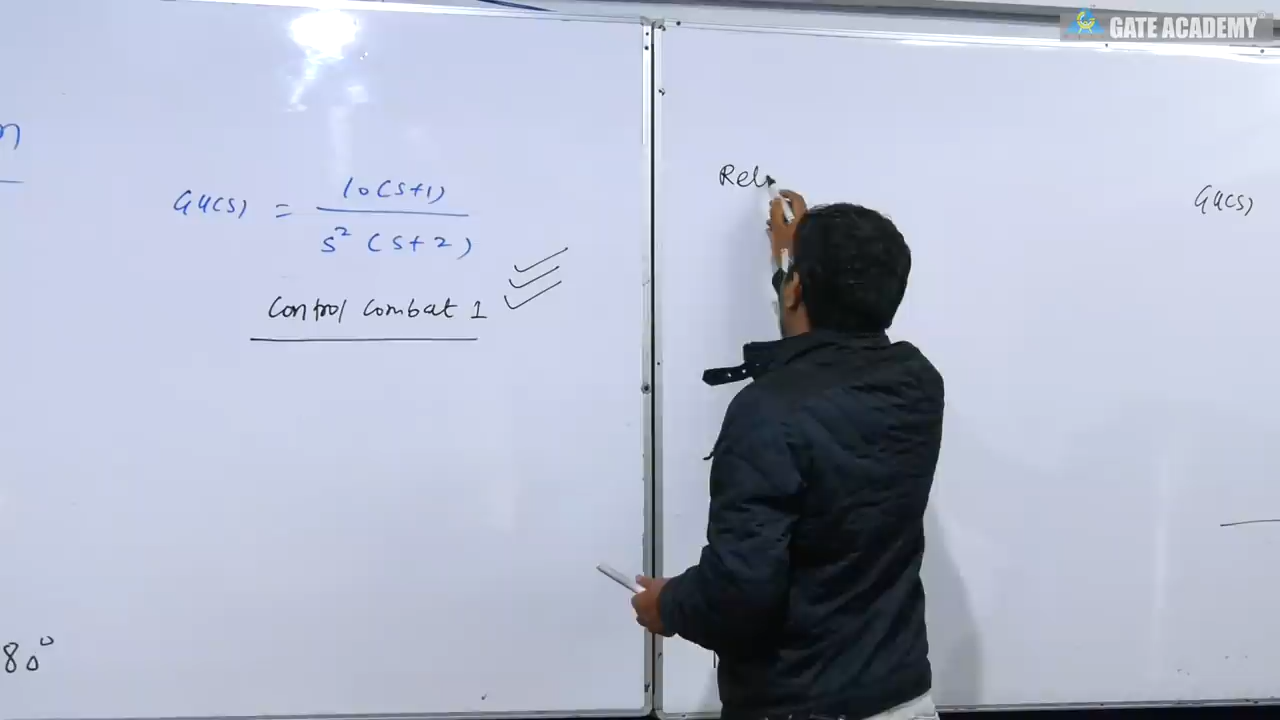 GATE ACADEMY
GH(s) = 10(s+1)
s² (s+2)
Control Combat 1
Rel
GH(s)
80°